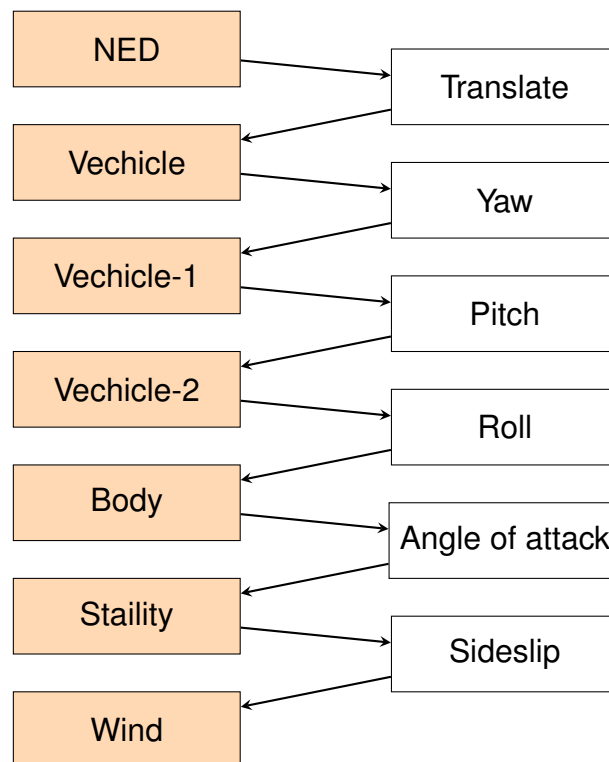 NED
Translate
Vechicle
Yaw
Vechicle-1
Pitch
Vechicle-2
Roll
Body
Angle of attack
Staility
Sideslip
Wind